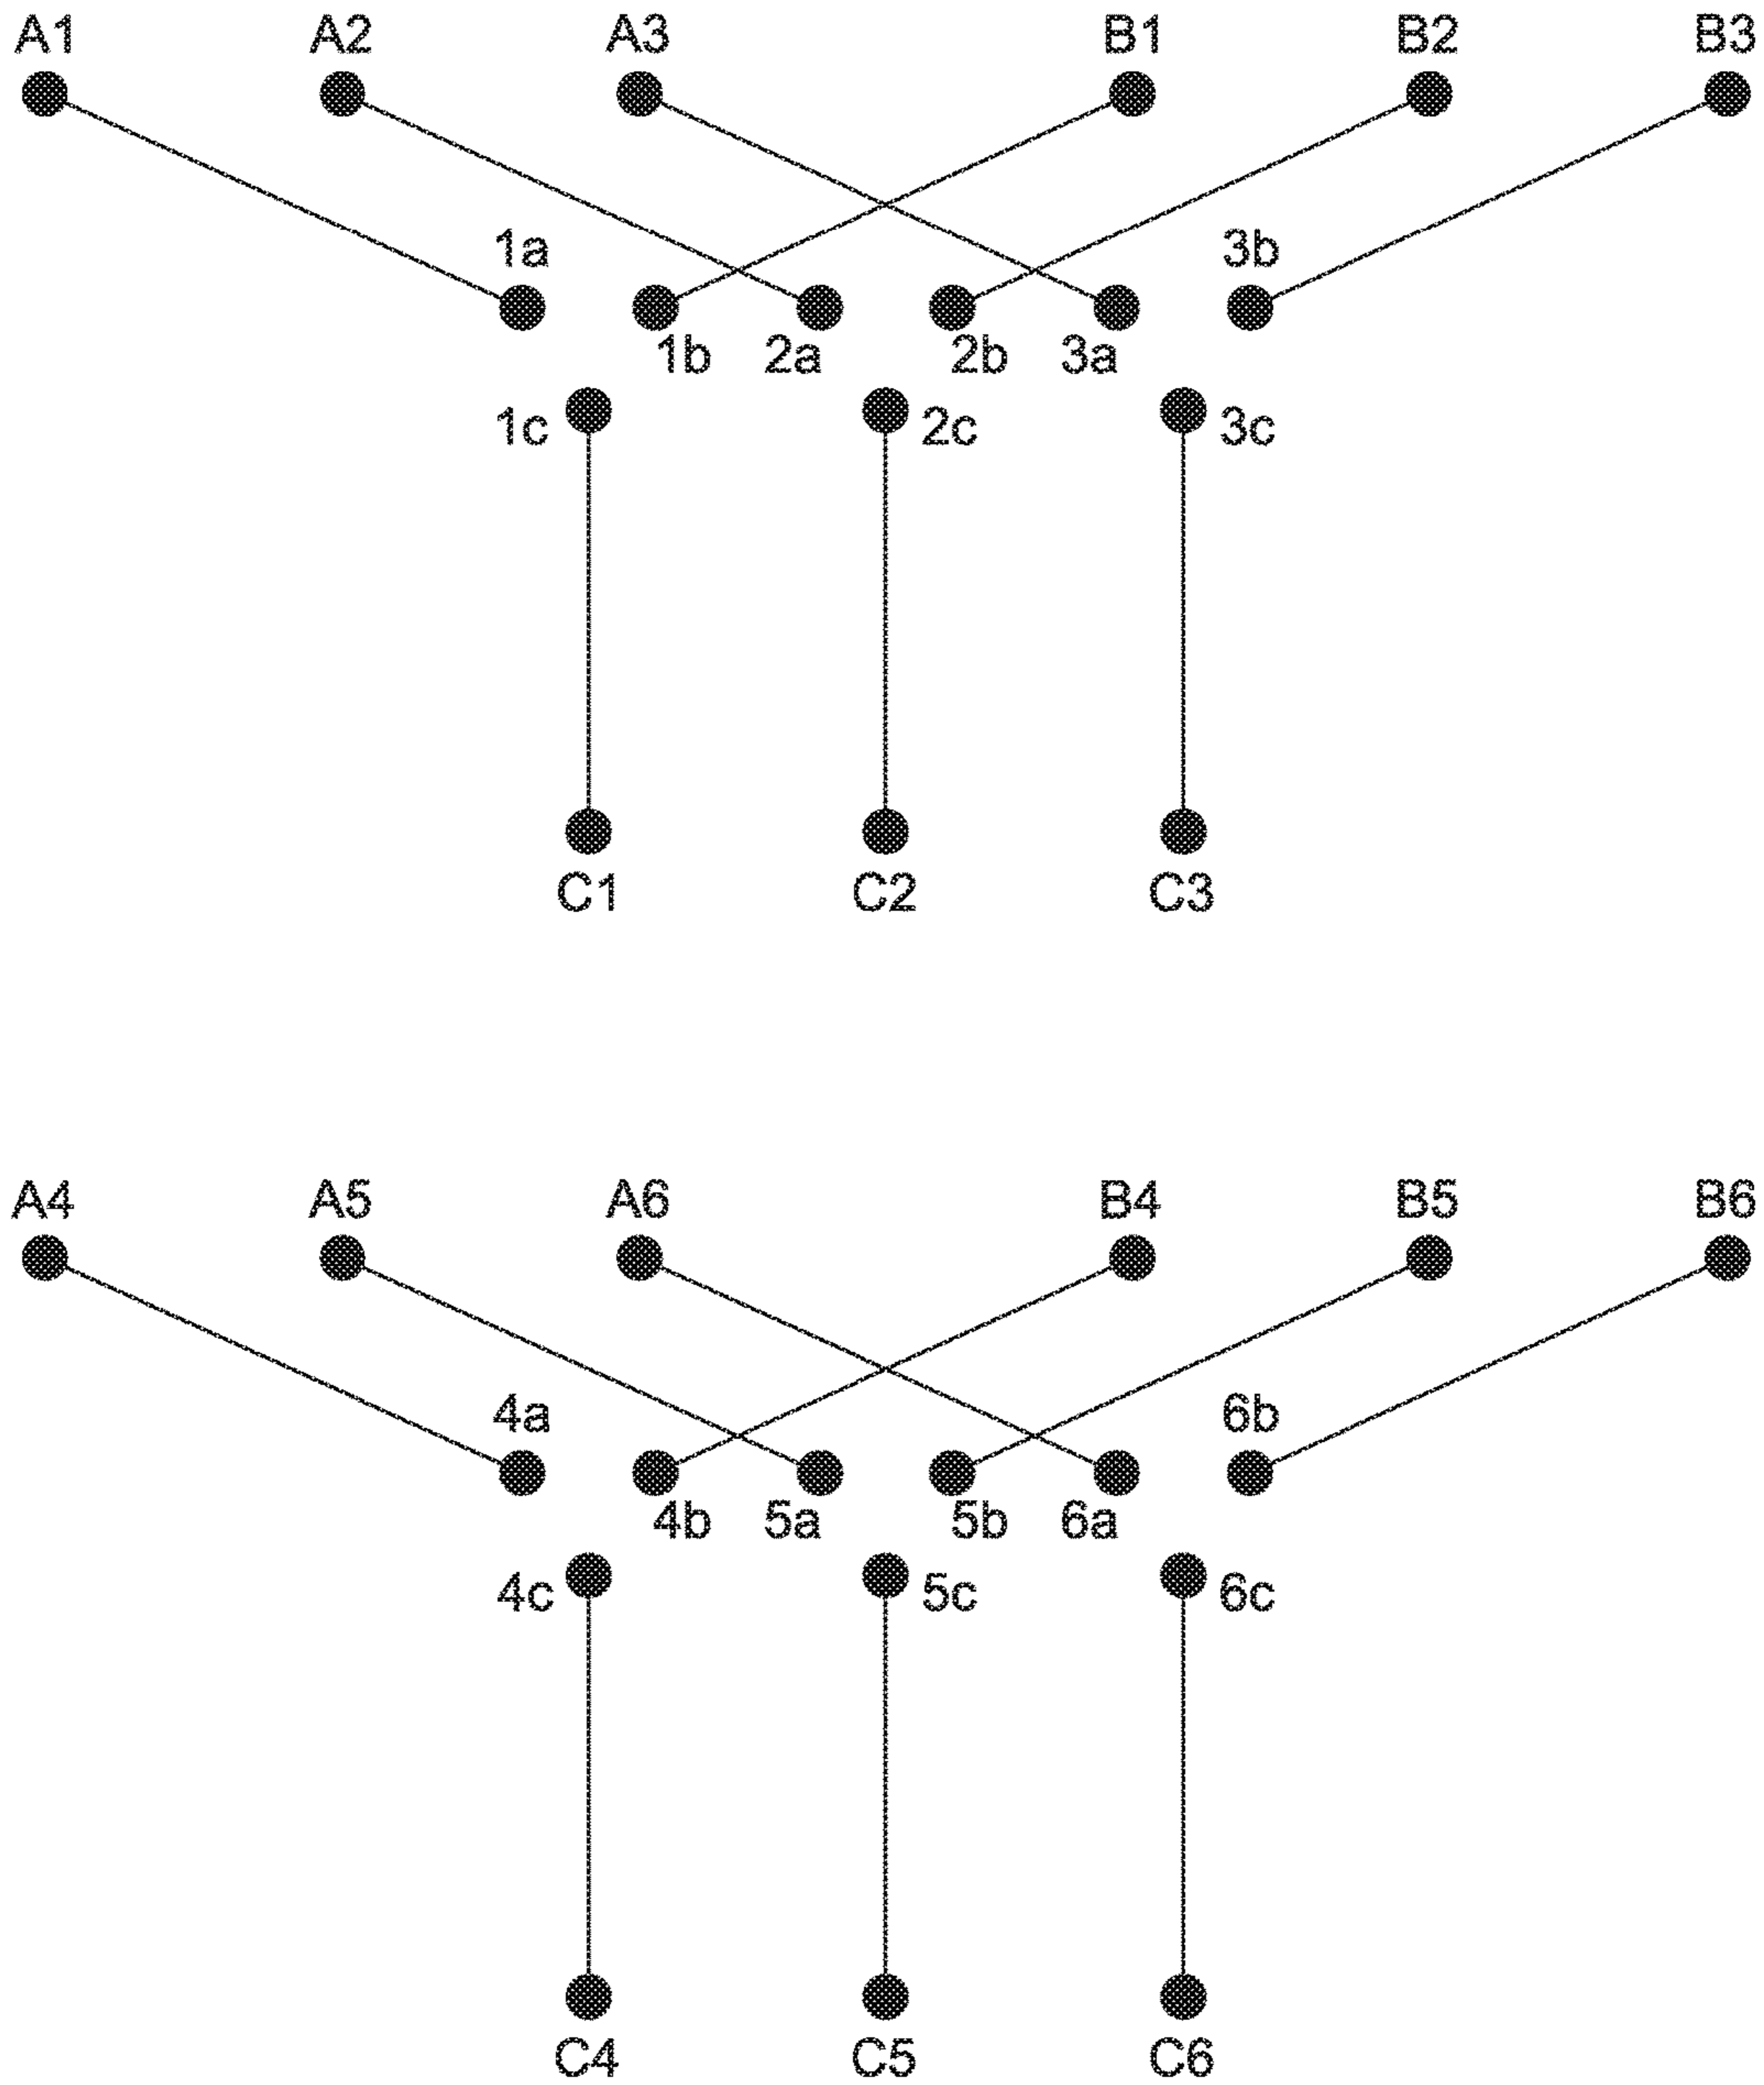 A1 A2 A3 B1 B2 B3
1a 3b
1b 2a 2b 3a
1c 2c 3c
C1 C2 C3
A4 A5 A6 B4 B5 B6
4a 6b
4b 5a 5b 6a
4c 5c 6c
C4 C5 C6